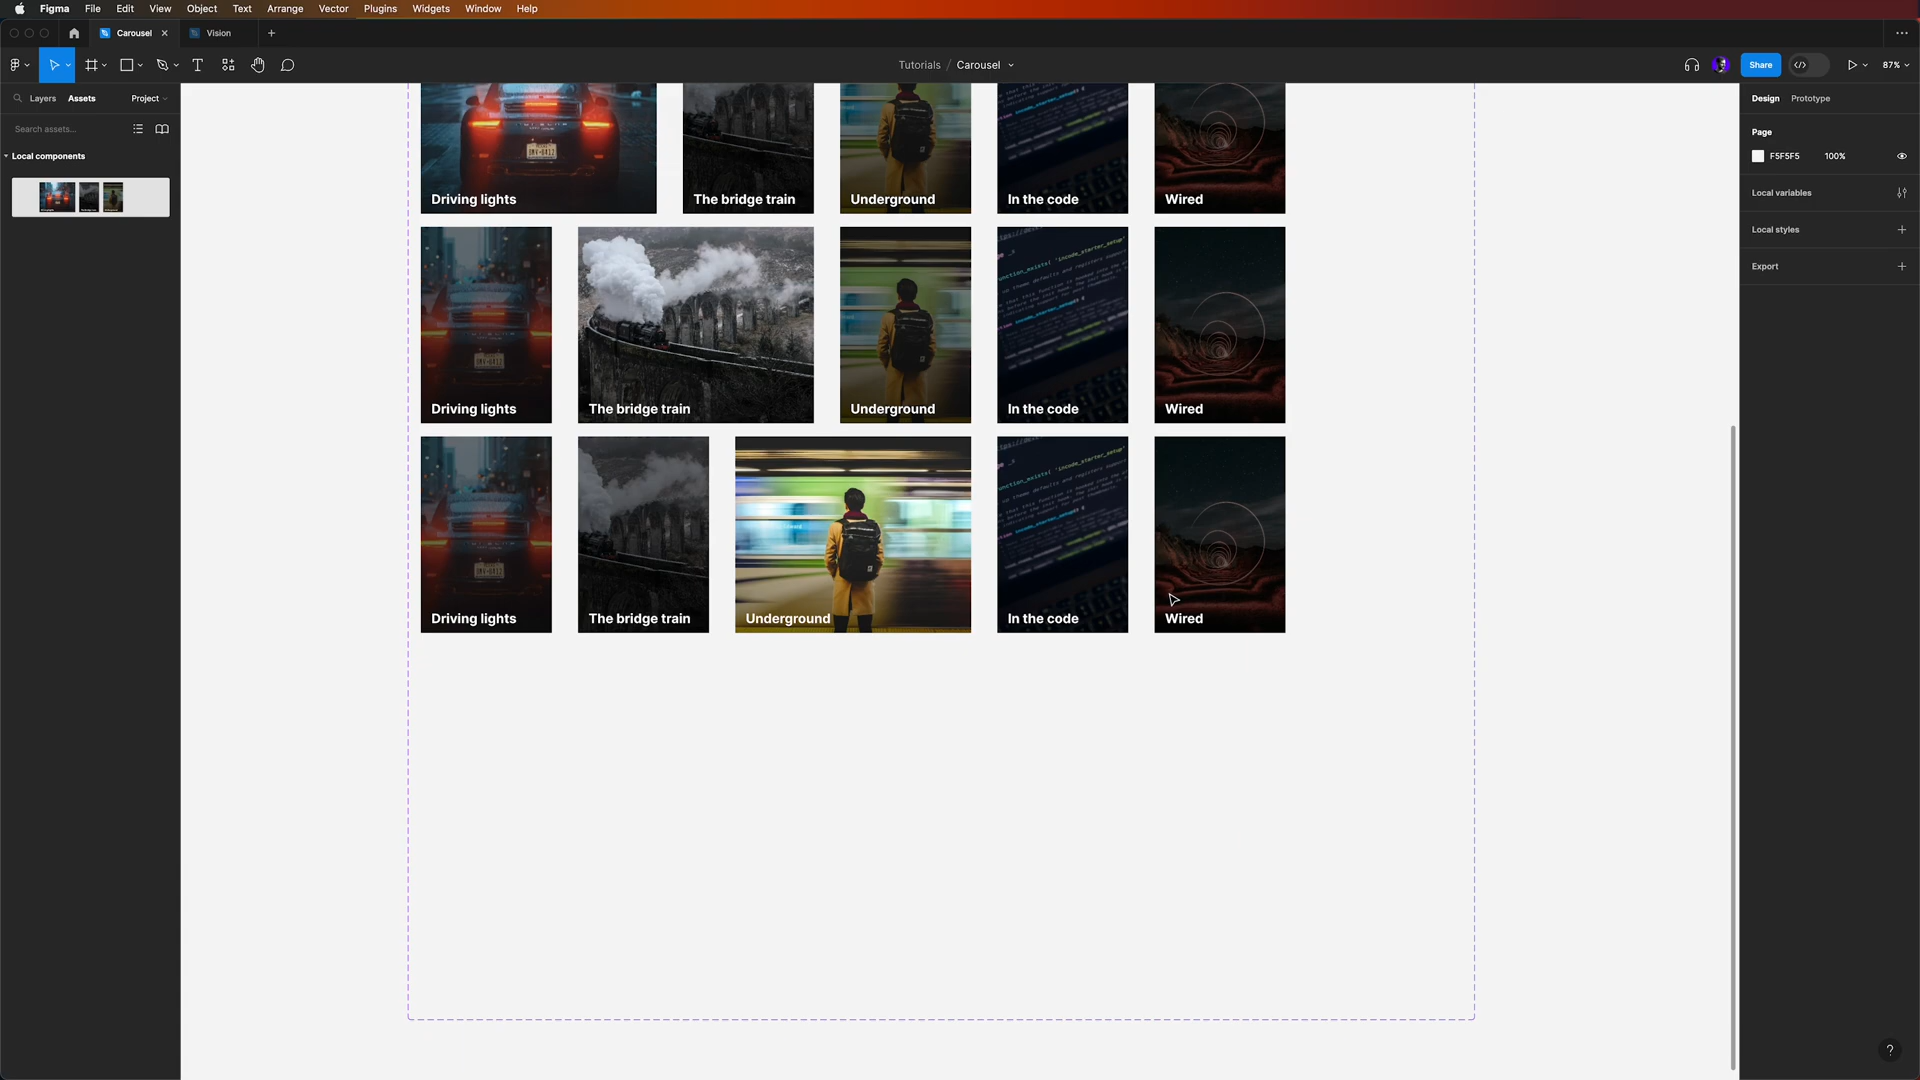 Figma File Edit View Object Text Arrange Vector Plugins Widgets Window Help
Carousel Vision
Tutorials / Carousel
Share
87%
Layers Assets Project
Search assets...
Local components
Design Prototype
Page
F5F5F5 100%
Local variables
Local styles
Export
Driving lights The bridge train Underground In the code Wired
Driving lights The bridge train Underground In the code Wired
Driving lights The bridge train Underground In the code Wired
?